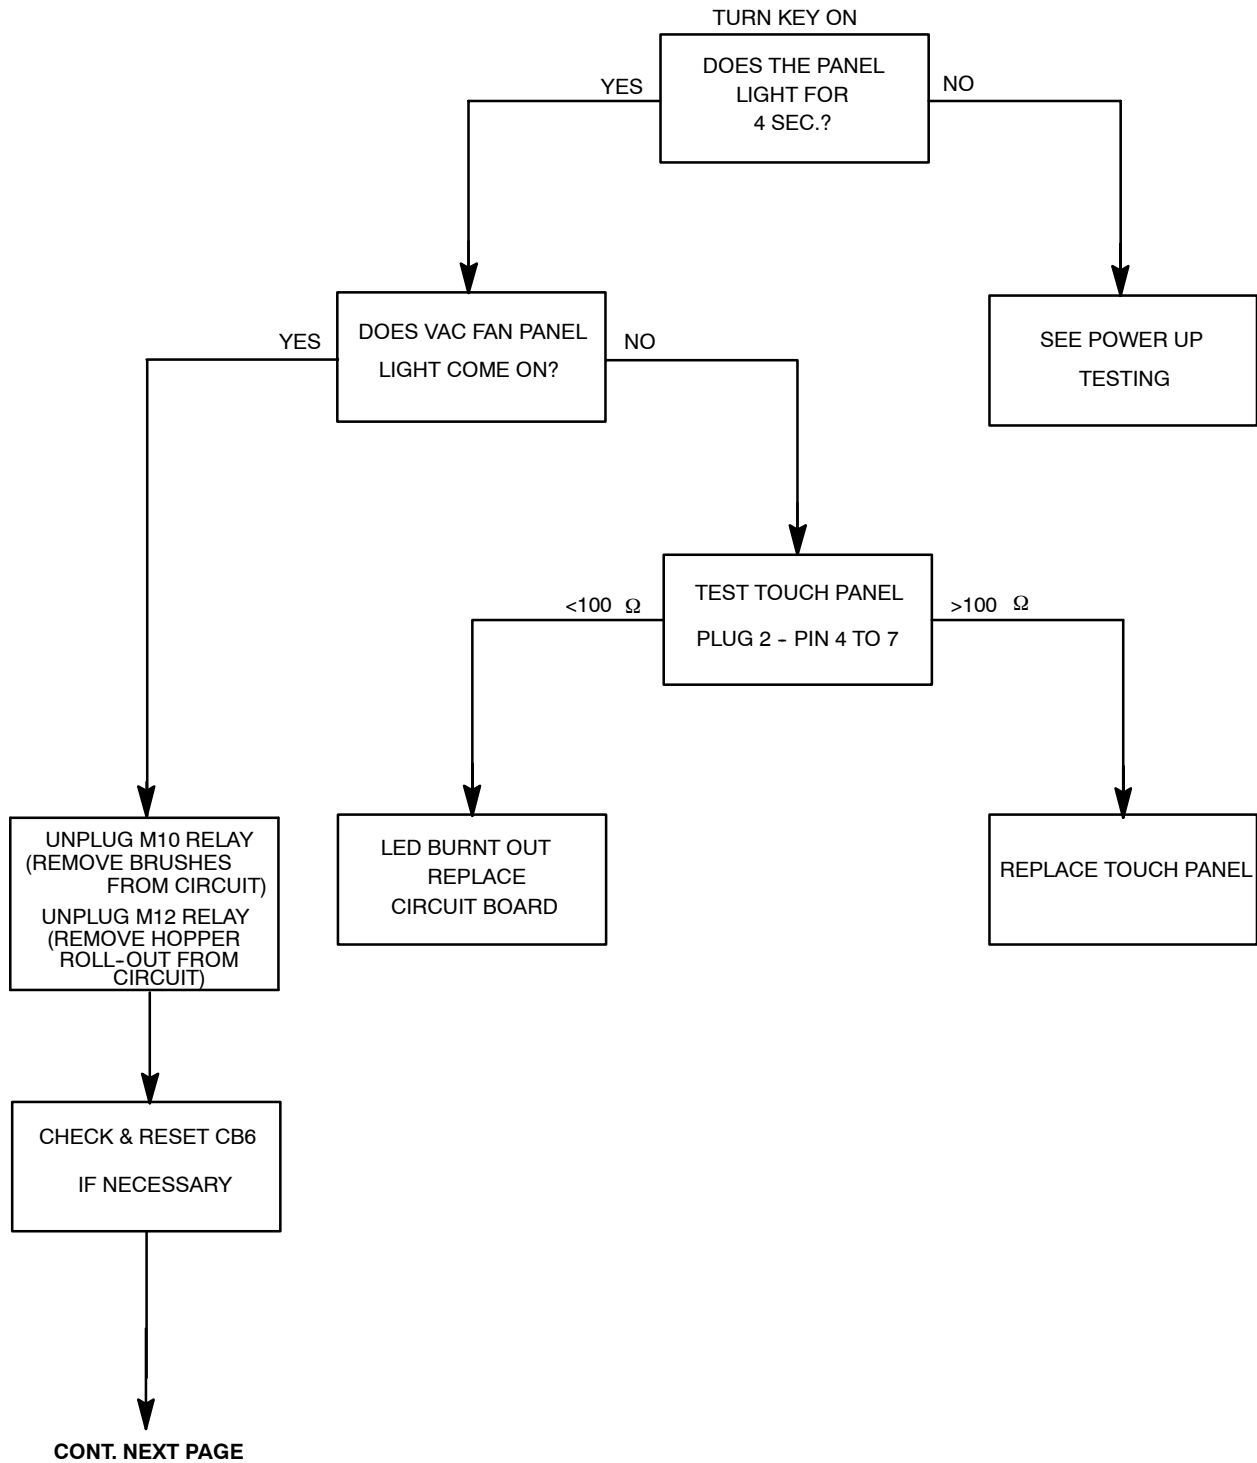 TURN KEY ON
DOES THE PANEL
LIGHT FOR
4 SEC.?
YES
NO
DOES VAC FAN PANEL
LIGHT COME ON?
YES
NO
SEE POWER UP
TESTING
TEST TOUCH PANEL
PLUG 2 - PIN 4 TO 7
<100 Ω
>100 Ω
UNPLUG M10 RELAY
(REMOVE BRUSHES
FROM CIRCUIT)
UNPLUG M12 RELAY
(REMOVE HOPPER
ROLL-OUT FROM
CIRCUIT)
LED BURNT OUT
REPLACE
CIRCUIT BOARD
REPLACE TOUCH PANEL
CHECK & RESET CB6
IF NECESSARY
CONT. NEXT PAGE